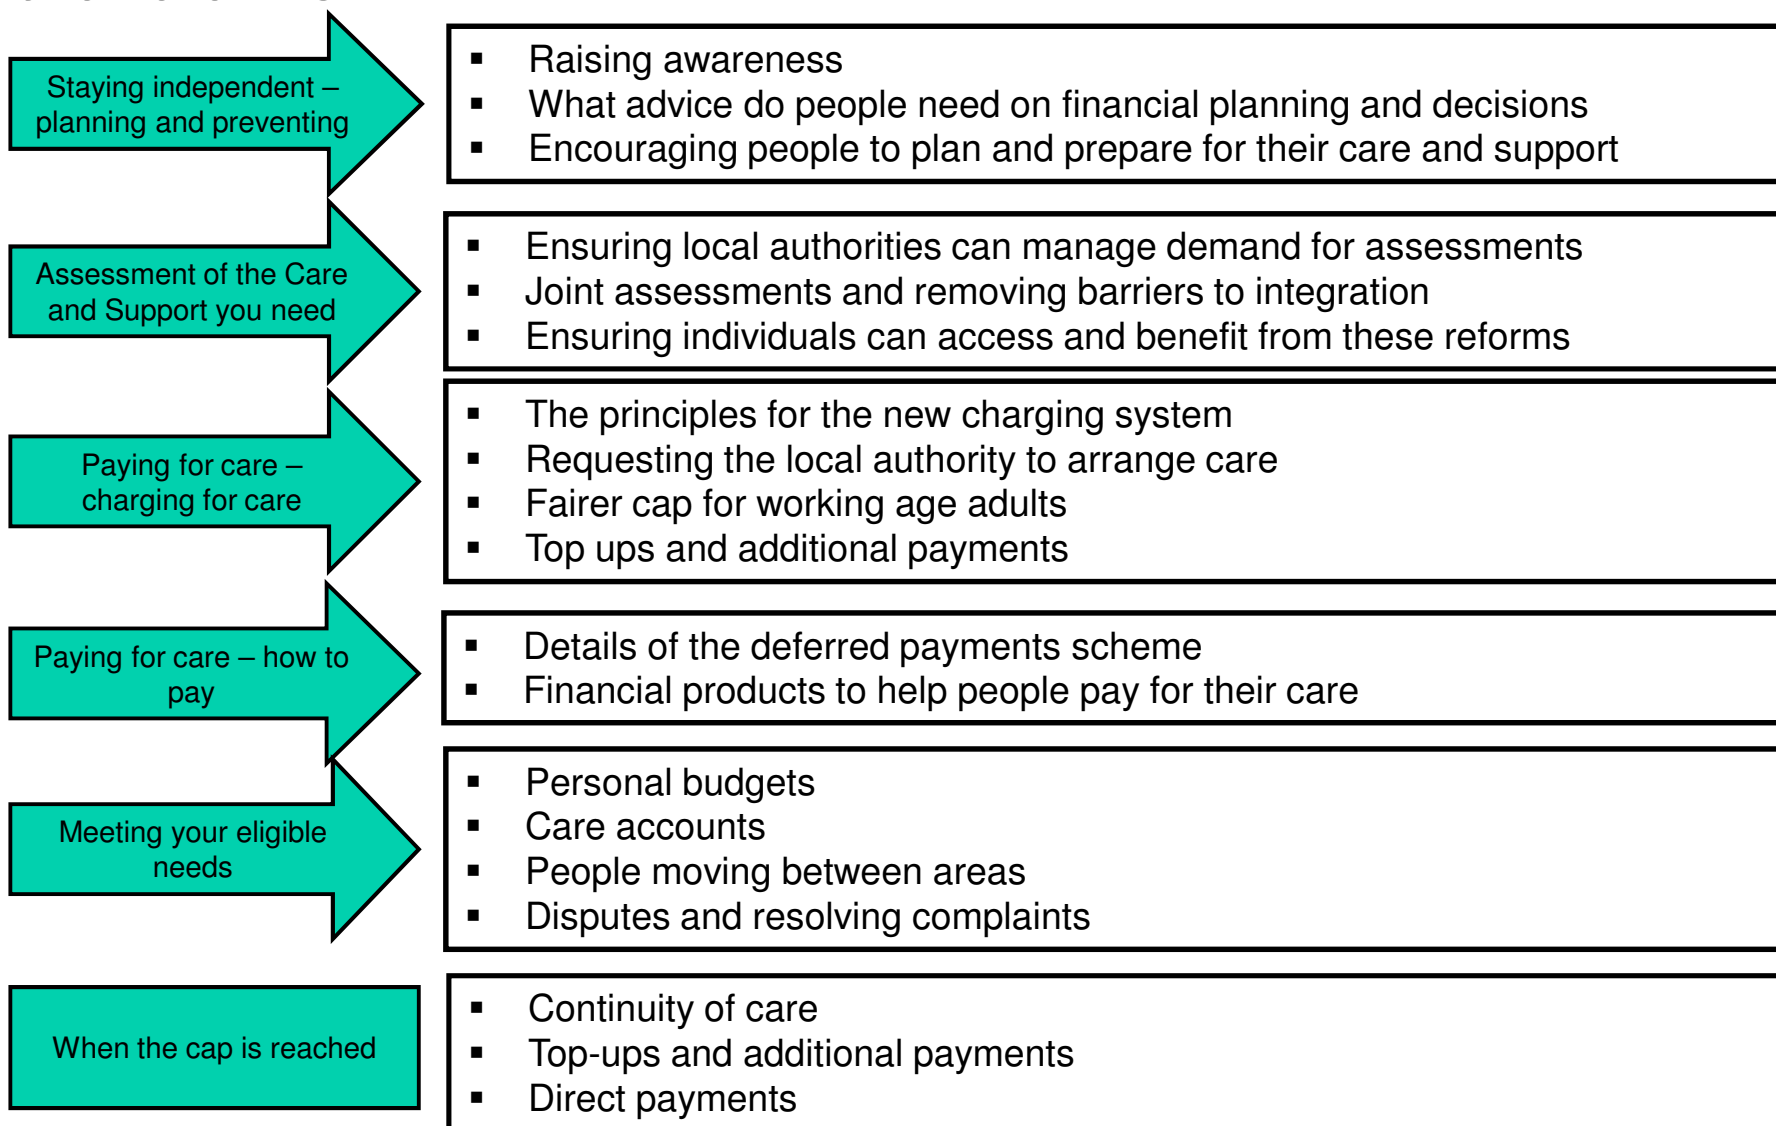 Staying independent –
planning and preventing
▪ Raising awareness
▪ What advice do people need on financial planning and decisions
▪ Encouraging people to plan and prepare for their care and support
Assessment of the Care
and Support you need
▪ Ensuring local authorities can manage demand for assessments
▪ Joint assessments and removing barriers to integration
▪ Ensuring individuals can access and benefit from these reforms
Paying for care –
charging for care
▪ The principles for the new charging system
▪ Requesting the local authority to arrange care
▪ Fairer cap for working age adults
▪ Top ups and additional payments
Paying for care – how to
pay
▪ Details of the deferred payments scheme
▪ Financial products to help people pay for their care
Meeting your eligible
needs
▪ Personal budgets
▪ Care accounts
▪ People moving between areas
▪ Disputes and resolving complaints
When the cap is reached
▪ Continuity of care
▪ Top-ups and additional payments
▪ Direct payments